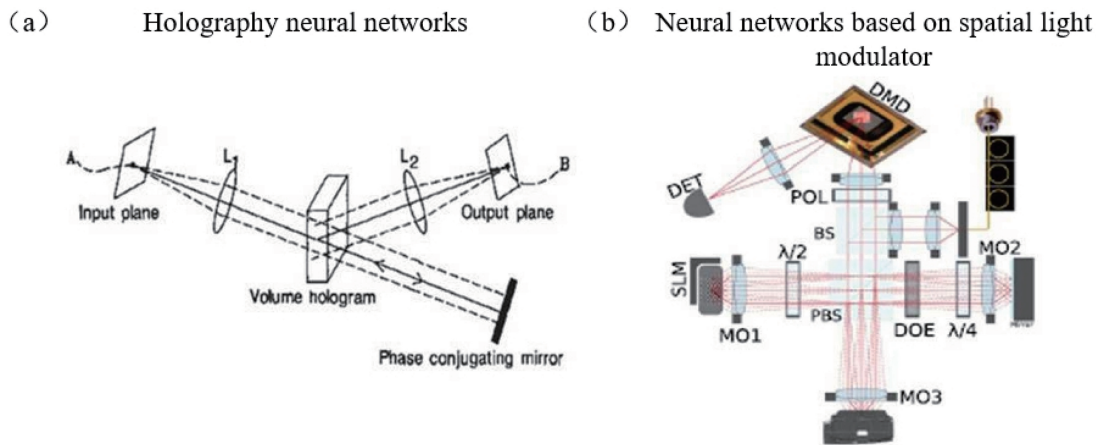 （a） Holography neural networks
（b） Neural networks based on spatial light
modulator
A
L1
L2
B
Input plane
Output plane
Volume hologram
Phase conjugating mirror
DMD
DET
POL
BS
MO2
SLM
λ/2
MO1
PBS
DOE
λ/4
Mirror
MO3